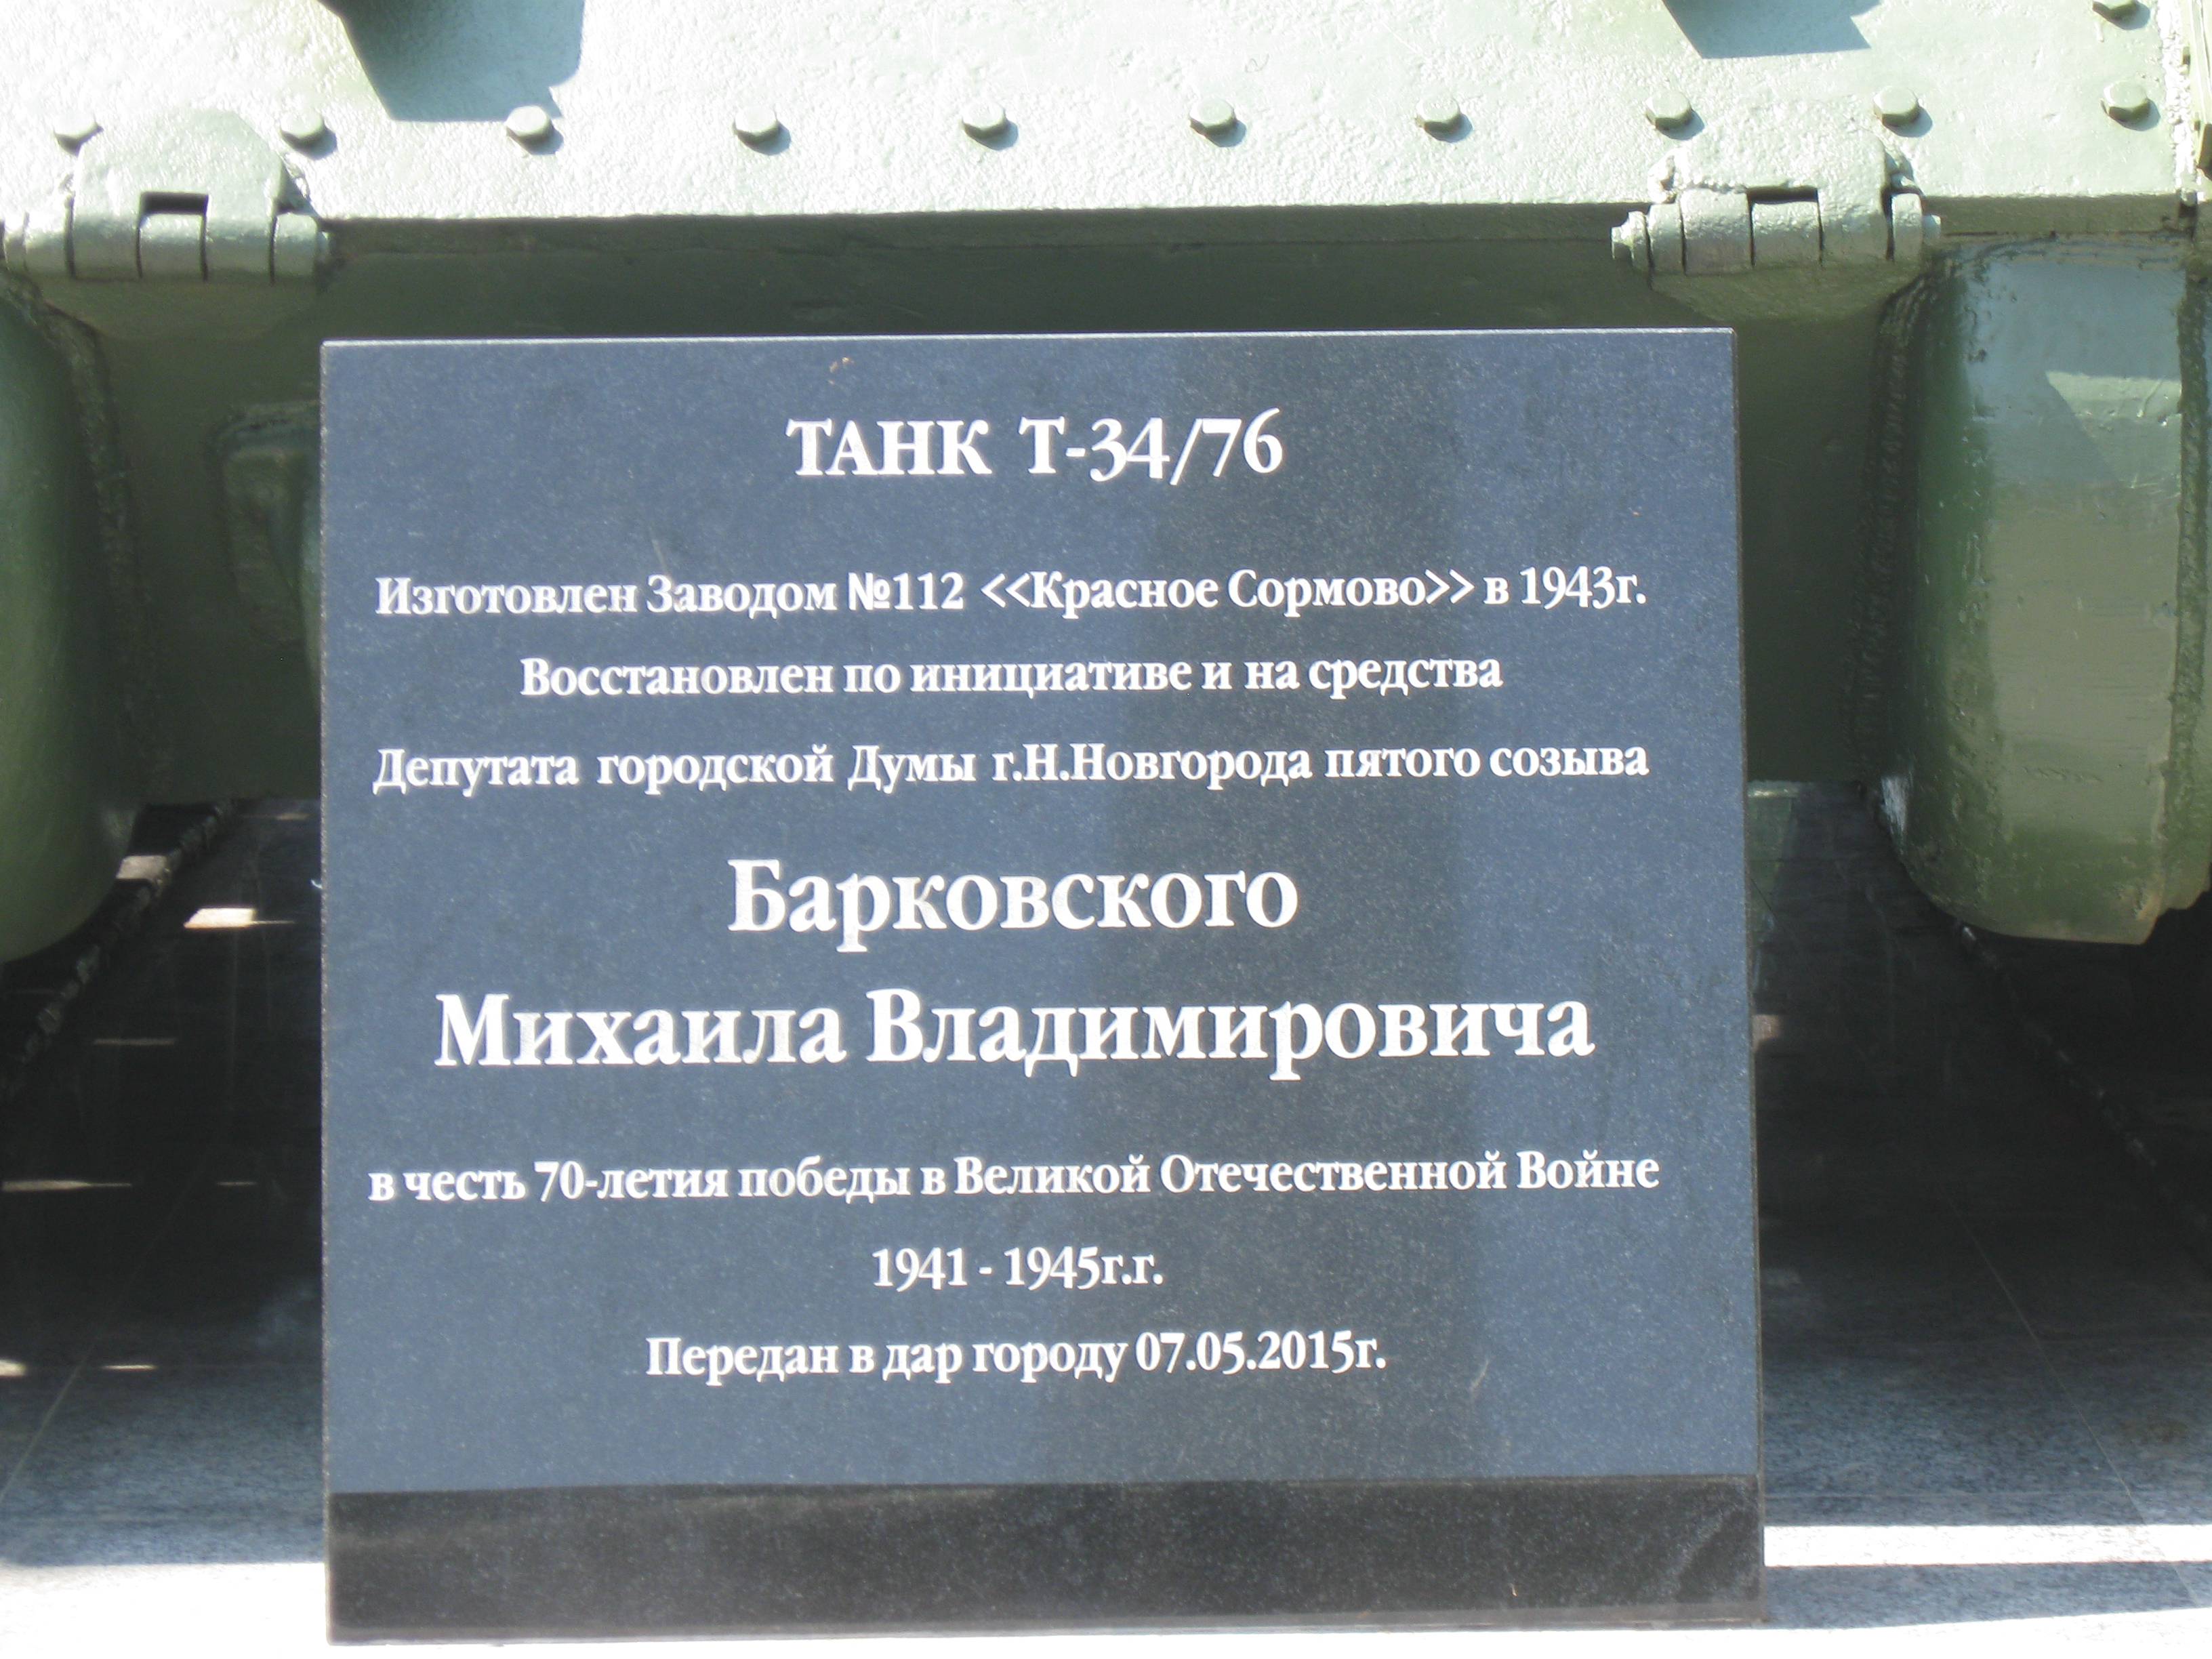 ТАНК Т-34/76
Изготовлен Заводом №112 <<Красное Сормово>> в 1943г.
Восстановлен по инициативе и на средства
Депутата городской Думы г.Н.Новгорода пятого созыва
Барковского
Михаила Владимировича
в честь 70-летия победы в Великой Отечественной Войне
1941 - 1945г.г.
Передан в дар городу 07.05.2015г.